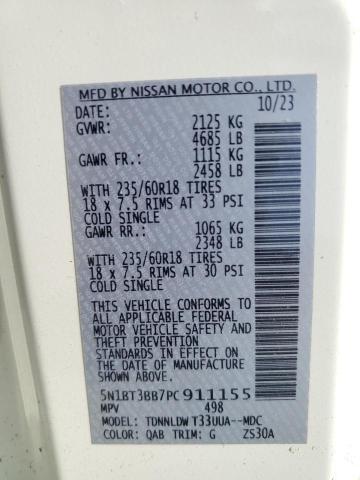 MFD BY NISSAN MOTOR CO., LTD.
DATE: 10/23
GVWR: 2125 KG
4685 LB
GAWR FR.: 1115 KG
2458 LB
WITH 235/60R18 TIRES
18 x 7.5 RIMS AT 33 PSI
COLD SINGLE
GAWR RR.: 1065 KG
2348 LB
WITH 235/60R18 TIRES
18 x 7.5 RIMS AT 30 PSI
COLD SINGLE
THIS VEHICLE CONFORMS TO
ALL APPLICABLE FEDERAL
MOTOR VEHICLE SAFETY AND
THEFT PREVENTION
STANDARDS IN EFFECT ON
THE DATE OF MANUFACTURE
SHOWN ABOVE.
5N1BT3BB7PC911155
MPV 498
MODEL: TDNNLDW T33UUA--MDC
COLOR: QAB TRIM: G ZS30A